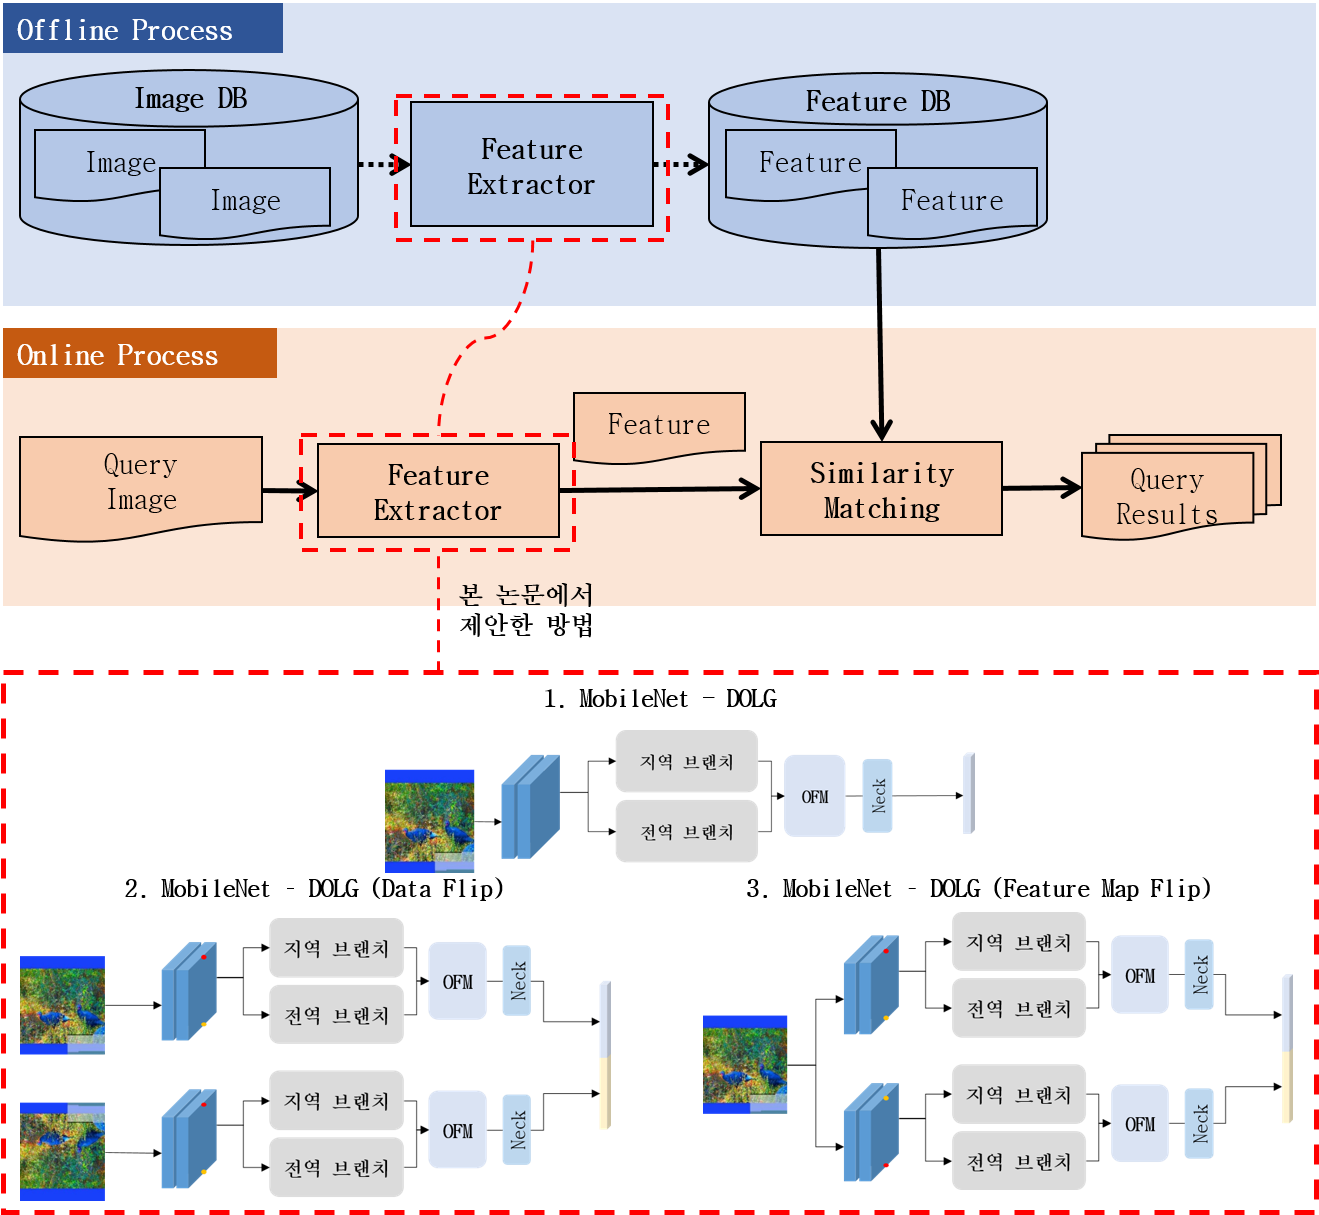 Offline Process
Image DB
Image
Image
Feature
Extractor
Feature DB
Feature
Feature
Online Process
Query
Image
Feature
Extractor
Feature
Similarity
Matching
Query
Results
본 논문에서
제안한 방법
1. MobileNet - DOLG
지역 브랜치
전역 브랜치
OFM
Neck
2. MobileNet - DOLG (Data Flip)
지역 브랜치
전역 브랜치
OFM
Neck
지역 브랜치
전역 브랜치
OFM
Neck
3. MobileNet - DOLG (Feature Map Flip)
지역 브랜치
전역 브랜치
OFM
Neck
지역 브랜치
전역 브랜치
OFM
Neck